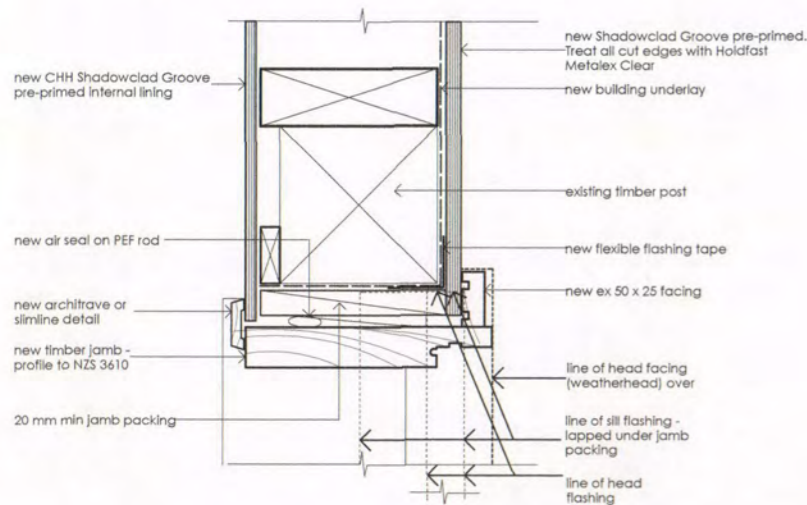 new CHH Shadowclad Groove
pre-primed internal lining
new air seal on PEF rod
new architrave or
slimline detail
new timber jamb -
profile to NZS 3610
20 mm min jamb packing
new Shadowclad Groove pre-primed.
Treat all cut edges with Holdfast
Metalex Clear
new building underlay
existing timber post
new flexible flashing tape
new ex 50 x 25 facing
line of head facing
(weatherhead) over
line of sill flashing -
lapped under jamb
packing
line of head
flashing